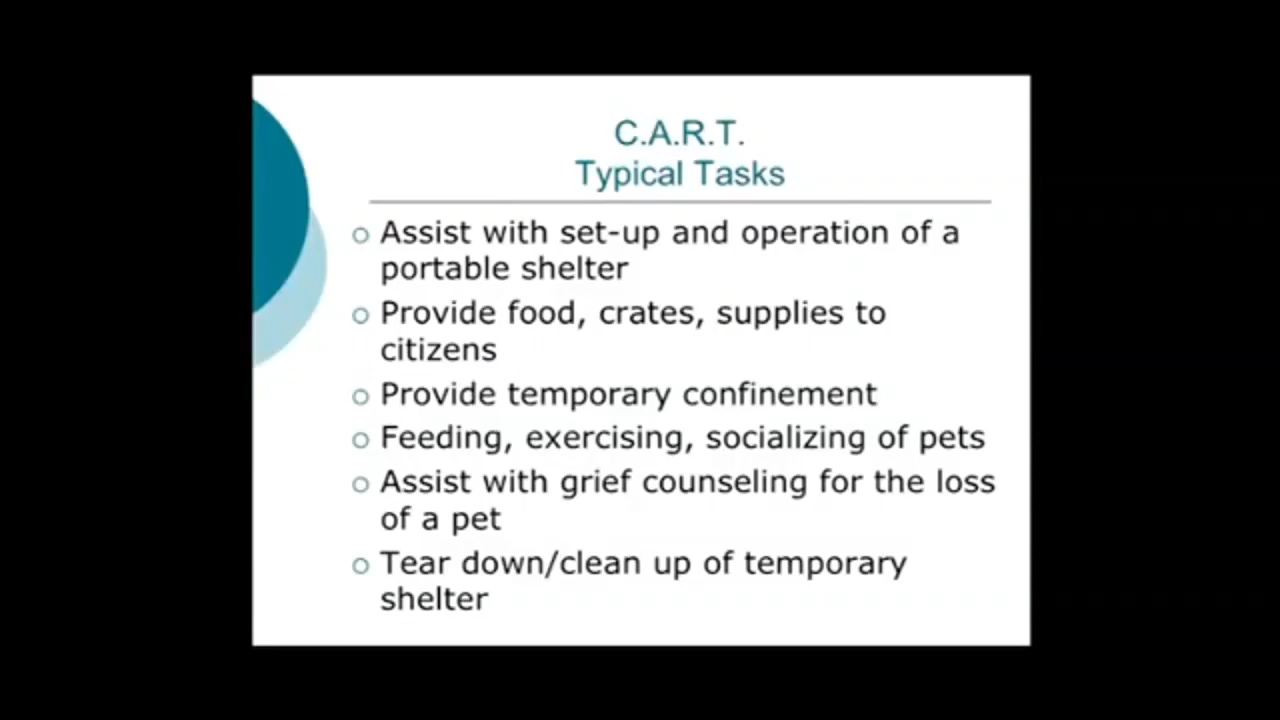 C.A.R.T.
Typical Tasks
Assist with set-up and operation of a
portable shelter
Provide food, crates, supplies to
citizens
Provide temporary confinement
Feeding, exercising, socializing of pets
Assist with grief counseling for the loss
of a pet
Tear down/clean up of temporary
shelter